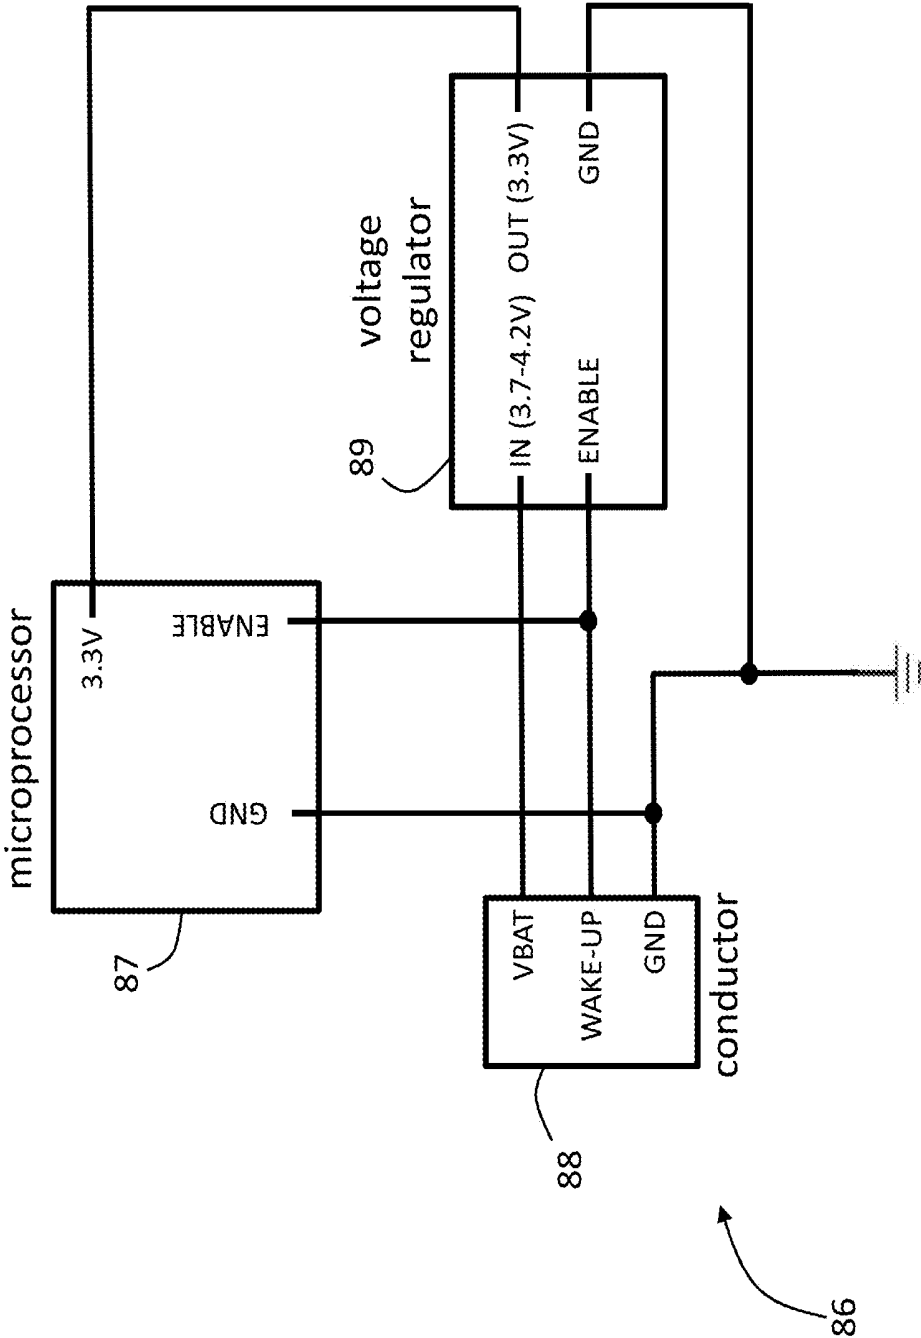 microprocessor
87
3.3V
GND
ENABLE
voltage
regulator
89
IN (3.7-4.2V) OUT (3.3V)
ENABLE
GND
VBAT
WAKE-UP
GND
conductor
88
86